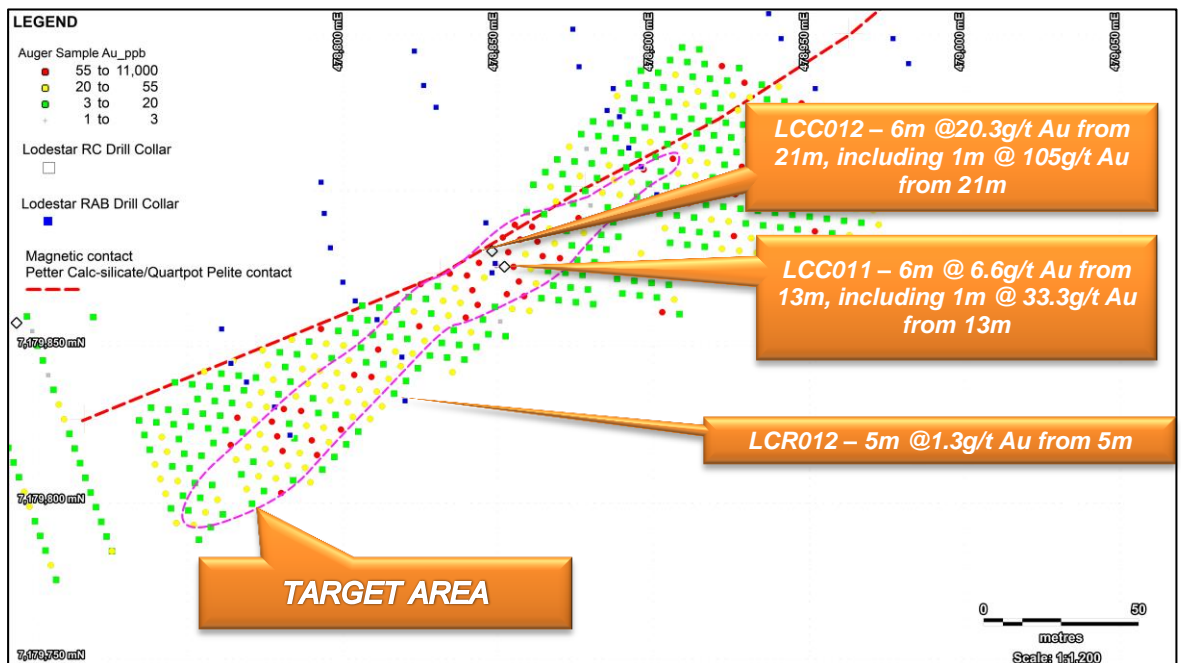 LEGEND
Auger Sample Au_ppb
55 to 11,000
20 to 55
3 to 20
1 to 3
Lodestar RC Drill Collar
Lodestar RAB Drill Collar
Magnetic contact
Petter Calc-silicate/Quartpot Pelite contact
478,800 mE
478,850 mE
478,900 mE
478,950 mE
479,000 mE
479,050 mE
LCC012 – 6m @20.3g/t Au from
21m, including 1m @ 105g/t Au
from 21m
LCC011 – 6m @ 6.6g/t Au from
13m, including 1m @ 33.3g/t Au
from 13m
7,179,850 mN
LCR012 – 5m @1.3g/t Au from 5m
7,179,800 mN
TARGET AREA
0 50
metres
Scale: 1:1,200
7,179,750 mN